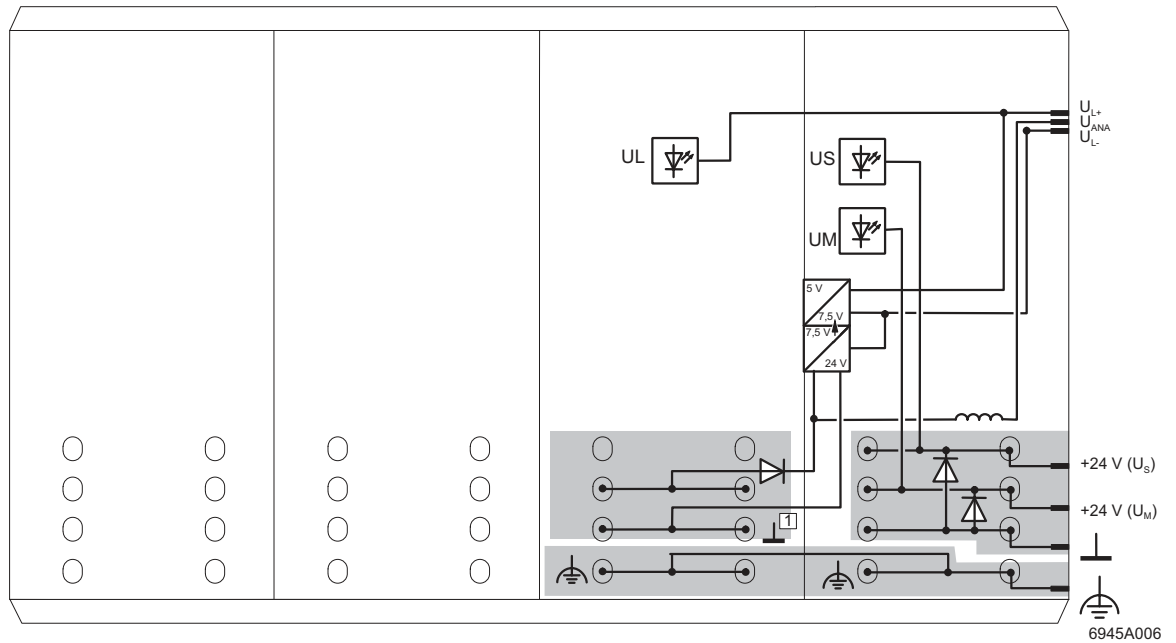 U_L+
U_ANA
U_L-
UL
US
UM
5 V
7,5 V
7,5 V
24 V
+24 V (U_S)
+24 V (U_M)
1
6945A006